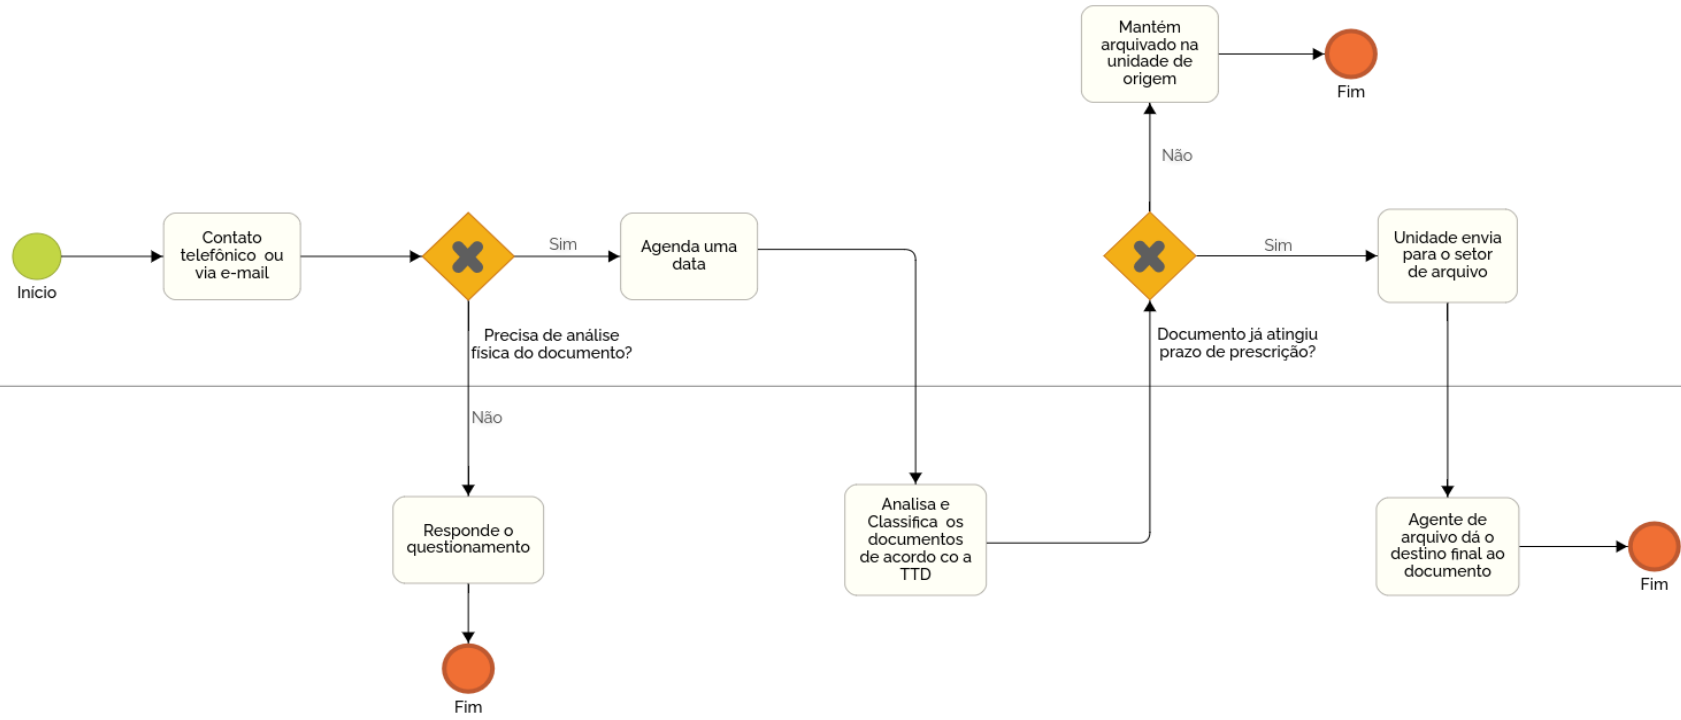 Mantém
arquivado na
unidade de
origem
Fim
Não
Início
Contato
telefônico ou
via e-mail
Precisa de análise
física do documento?
Sim
Agenda uma
data
Documento já atingiu
prazo de prescrição?
Sim
Unidade envia
para o setor
de arquivo
Não
Responde o
questionamento
Fim
Analisa e
Classifica os
documentos
de acordo co a
TTD
Agente de
arquivo dá o
destino final ao
documento
Fim